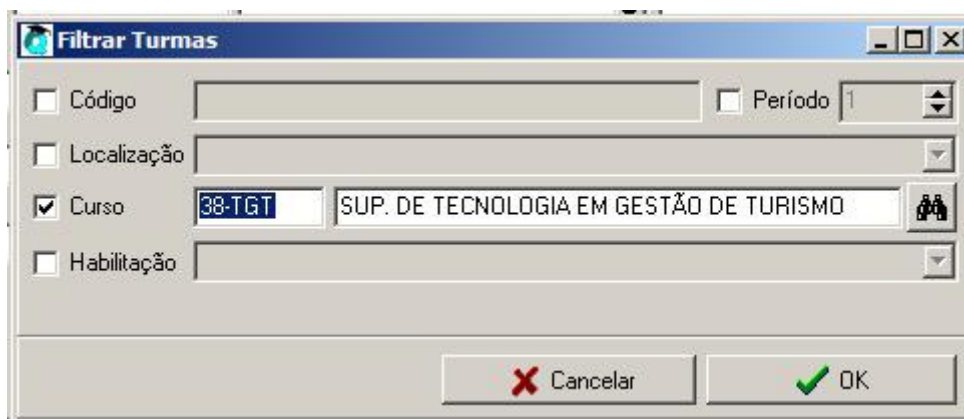 Filtrar Turmas
Código Período 1
Localização
Curso 38-TGT SUP. DE TECNOLOGIA EM GESTÃO DE TURISMO
Habilitação
Cancelar OK